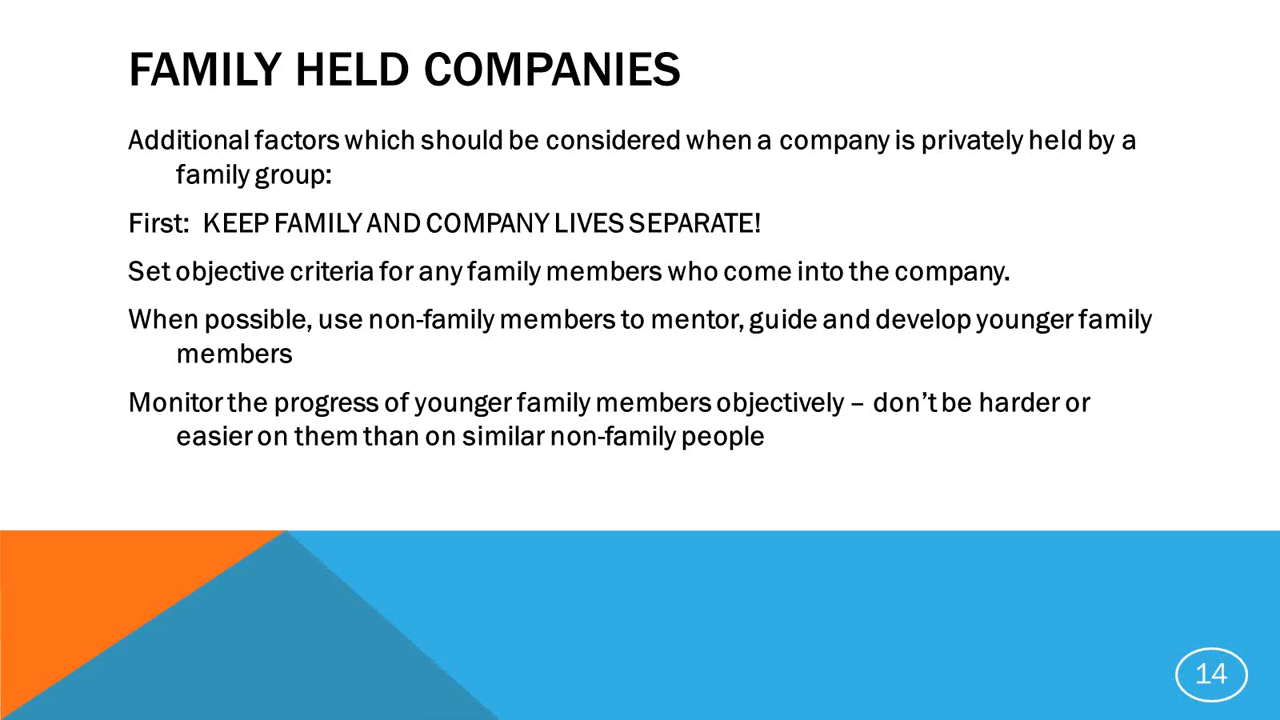 FAMILY HELD COMPANIES
Additional factors which should be considered when a company is privately held by a
family group:
First:  KEEP FAMILY AND COMPANY LIVES SEPARATE!
Set objective criteria for any family members who come into the company.
When possible, use non-family members to mentor, guide and develop younger family
members
Monitor the progress of younger family members objectively – don’t be harder or
easier on them than on similar non-family people
14